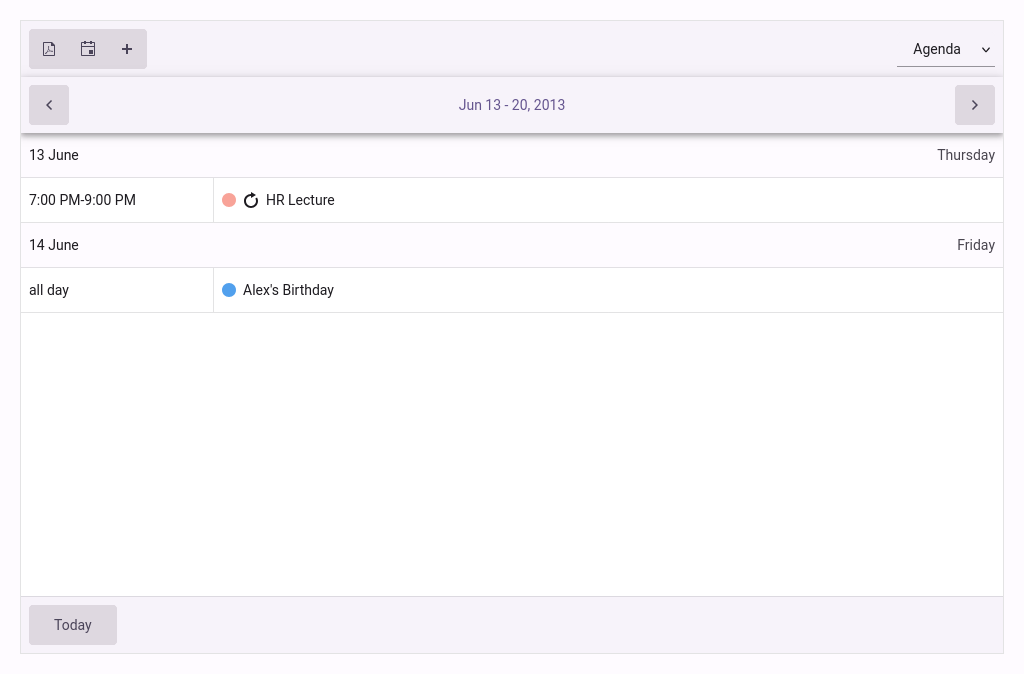 Agenda
Jun 13 - 20, 2013
13 June Thursday
7:00 PM-9:00 PM HR Lecture
14 June Friday
all day Alex's Birthday
Today